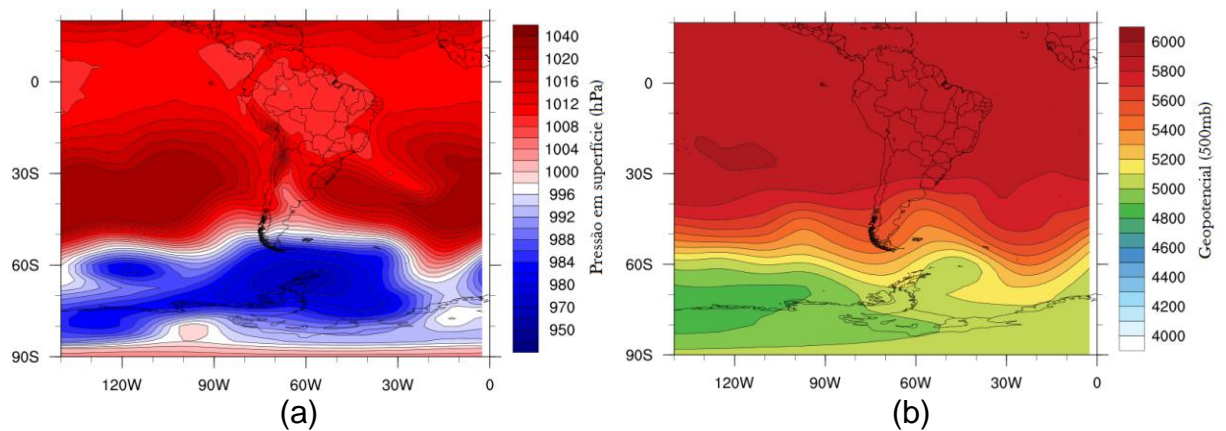 1040
1020
1016
1012
1008
1004
1000
996
992
988
985
970
950
Pressão em superfície (hPa)
0
30S
60S
90S
120W
90W
60W
30W
0
(a)
6000
5800
5600
5400
5200
5000
4800
4600
4400
4200
4000
Geopotencial (500mb)
0
30S
60S
90S
120W
90W
60W
30W
0
(b)